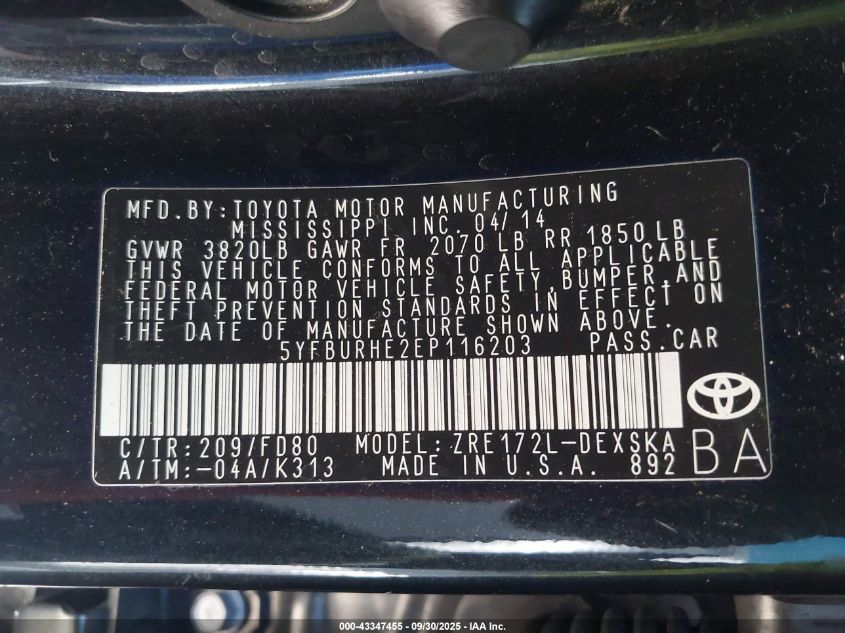 MFD.BY:TOYOTA MOTOR MANUFACTURING
MISSISSIPPI INC. 04/14
GVWR 3820LB GAWR FR 2070 LB RR 1850 LB
THIS VEHICLE CONFORMS TO ALL APPLICABLE
FEDERAL MOTOR VEHICLE SAFETY,BUMPER,AND
THEFT PREVENTION STANDARDS IN EFFECT ON
THE DATE OF MANUFACTURE SHOWN ABOVE.
5YFBURHE2EP116203 PASS.CAR
C/TR:209/FD80 MODEL:ZRE172L-DEXSKA
A/TM:-04A/K313 MADE IN U.S.A. 892 BA
000-43347455 - 09/30/2025 - IAA Inc.